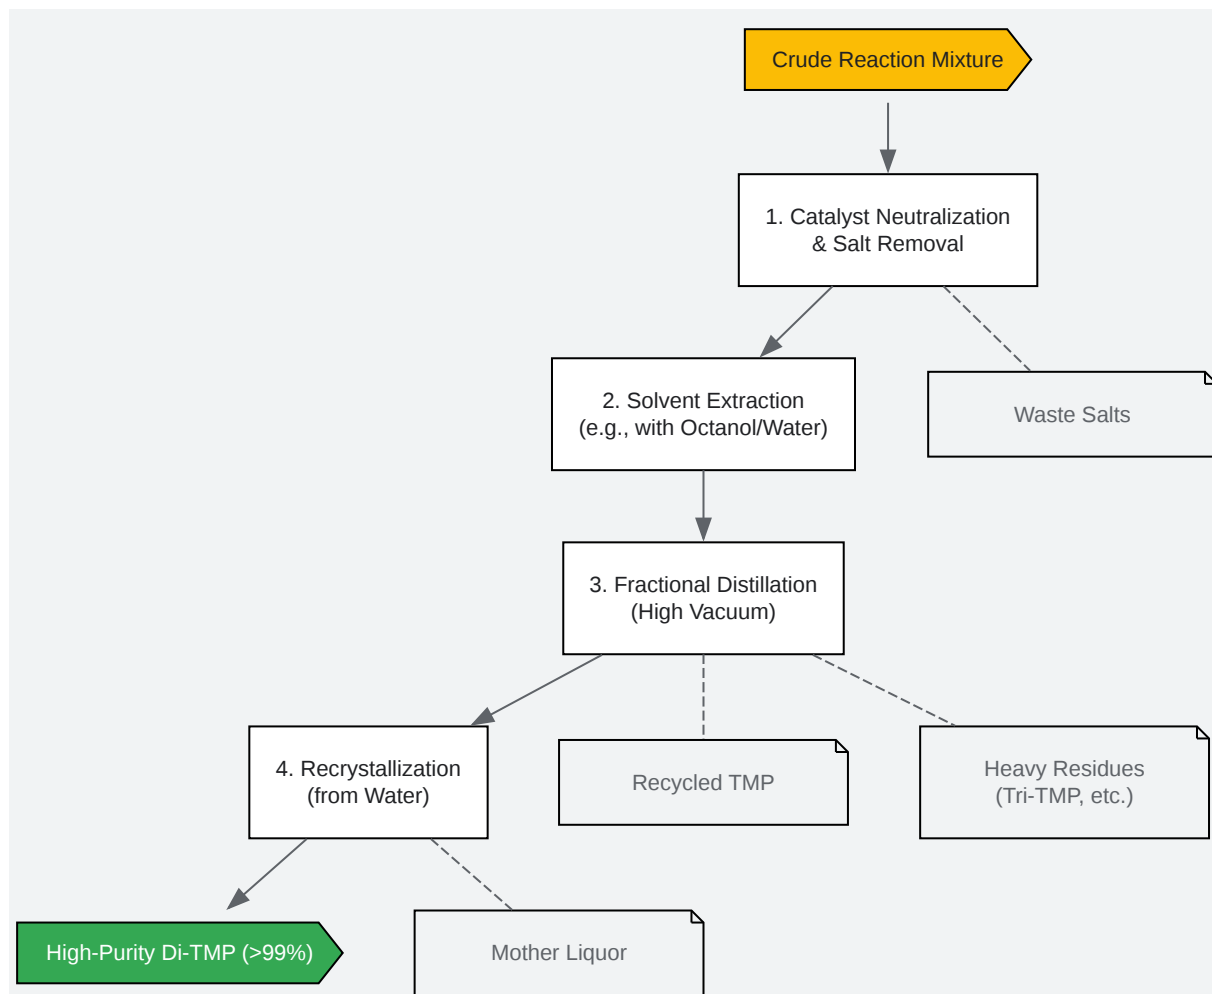 Crude Reaction Mixture
1. Catalyst Neutralization
& Salt Removal
2. Solvent Extraction
(e.g., with Octanol/Water)
Waste Salts
3. Fractional Distillation
(High Vacuum)
4. Recrystallization
(from Water)
Recycled TMP
Heavy Residues
(Tri-TMP, etc.)
High-Purity Di-TMP (>99%)
Mother Liquor